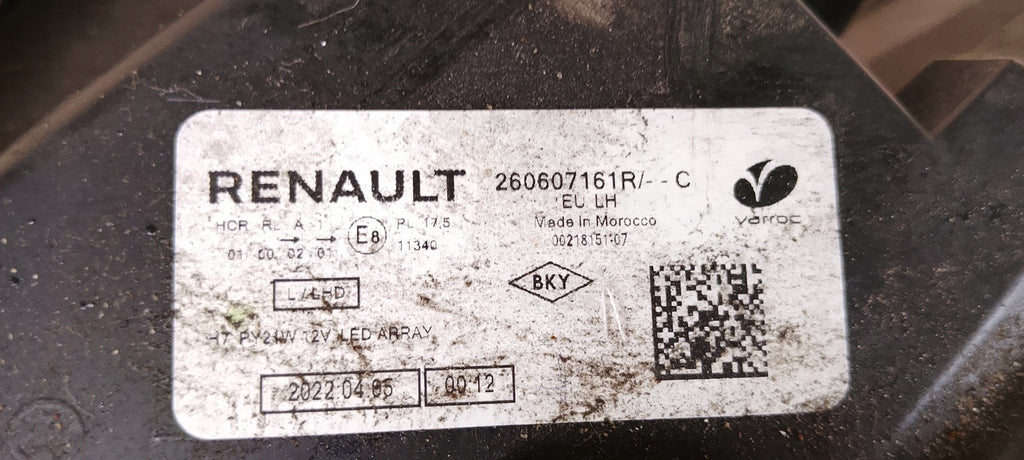 RENAULT
260607161R/-- C
EU LH
Made in Morocco
00218151:07
varroc
HCR RL A 1
01 00 02 01
E8
PL 17,5
11340
L/LHD
BKY
H7 PY21W 12V LED ARRAY
2022.04.05
00:12